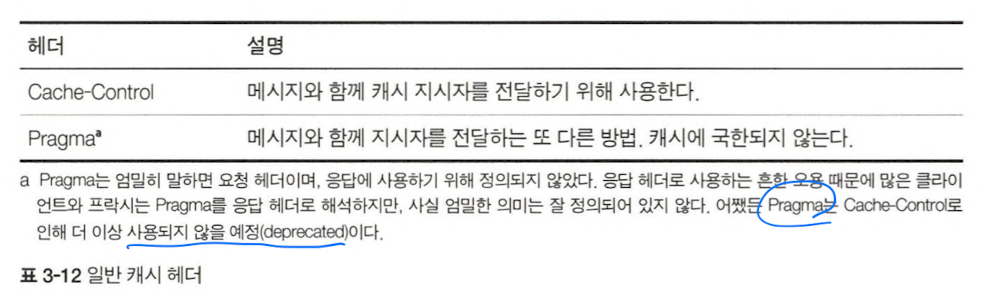 헤더 설명
Cache-Control 메시지와 함께 캐시 지시자를 전달하기 위해 사용한다.
Pragmaª 메시지와 함께 지시자를 전달하는 또 다른 방법. 캐시에 국한되지 않는다.
a Pragma는 엄밀히 말하면 요청 헤더이며, 응답에 사용하기 위해 정의되지 않았다. 응답 헤더로 사용하는 흔한 오용 때문에 많은 클라이
언트와 프락시는 Pragma를 응답 헤더로 해석하지만, 사실 엄밀한 의미는 잘 정의되어 있지 않다. 어쨌든 Pragma는 Cache-Control로
인해 더 이상 사용되지 않을 예정(deprecated)이다.
표 3-12 일반 캐시 헤더